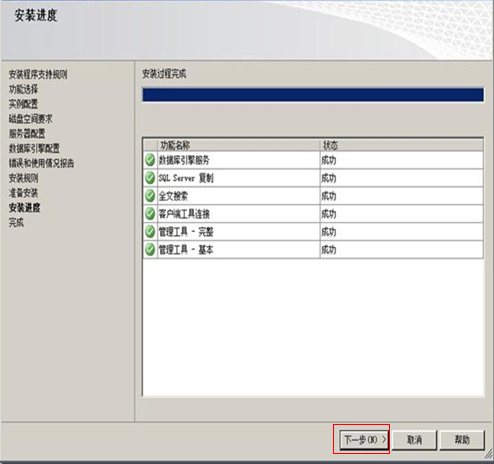 安装进度
安装程序支持规则
功能选择
实例配置
磁盘空间要求
服务器配置
数据库引擎配置
错误和使用情况报告
安装规则
准备安装
安装进度
完成
安装过程完成
功能名称 状态
数据库引擎服务 成功
SQL Server 复制 成功
全文搜索 成功
客户端工具连接 成功
管理工具 - 完整 成功
管理工具 - 基本 成功
下一步(N) > 取消 帮助